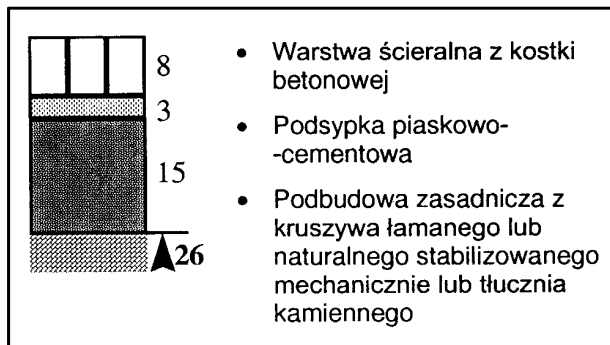 8
3
15
26
• Warstwa ścieralna z kostki
betonowej
• Podsypka piaskowo-
-cementowa
• Podbudowa zasadnicza z
kruszywa łamanego lub
naturalnego stabilizowanego
mechanicznie lub tłucznia
kamiennego